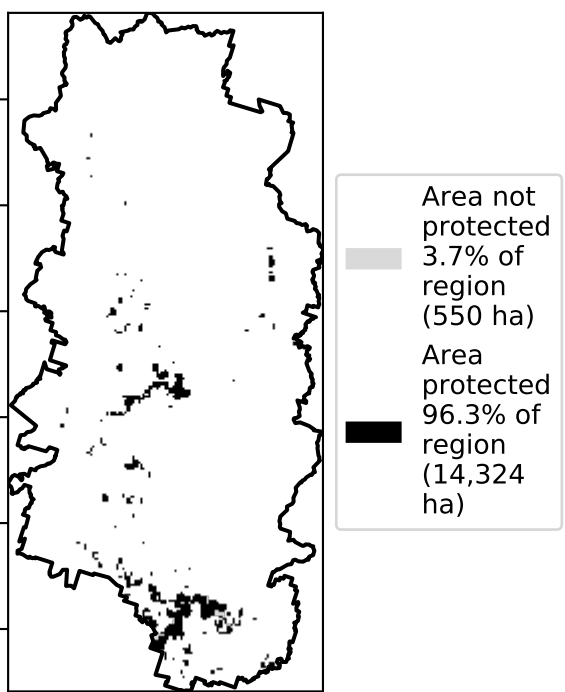 Area not
protected
3.7% of
region
(550 ha)
Area
protected
96.3% of
region
(14,324
ha)